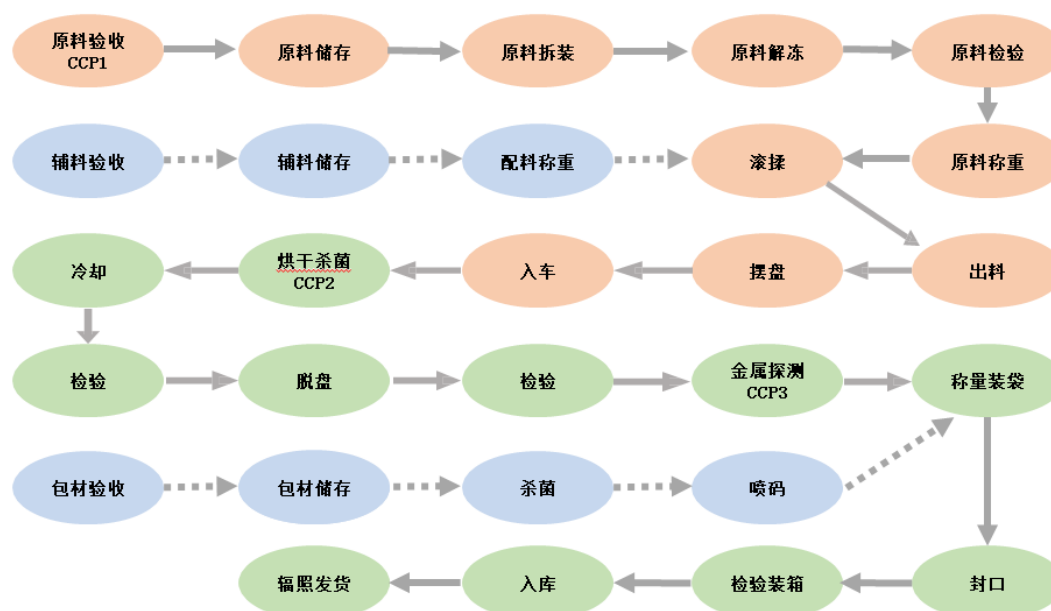 原料验收
CCP1
原料储存
原料拆装
原料解冻
原料检验
辅料验收
辅料储存
配料称重
滚揉
原料称重
冷却
烘干杀菌
CCP2
入车
摆盘
出料
检验
脱盘
检验
金属探测
CCP3
称量装袋
包材验收
包材储存
杀菌
喷码
辐照发货
入库
检验装箱
封口